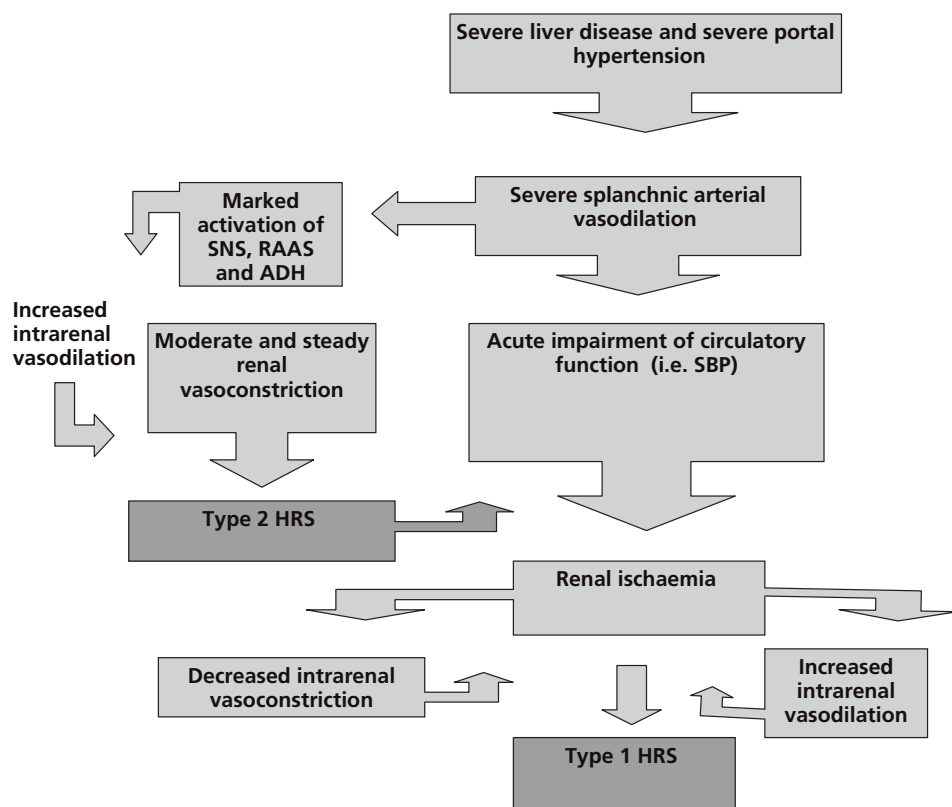 Severe liver disease and severe portal
hypertension
Marked
activation of
SNS, RAAS
and ADH
Severe splanchnic arterial
vasodilation
Increased
intrarenal
vasodilation
Moderate and steady
renal
vasoconstriction
Acute impairment of circulatory
function (i.e. SBP)
Type 2 HRS
Renal ischaemia
Decreased intrarenal
vasoconstriction
Increased
intrarenal
vasodilation
Type 1 HRS